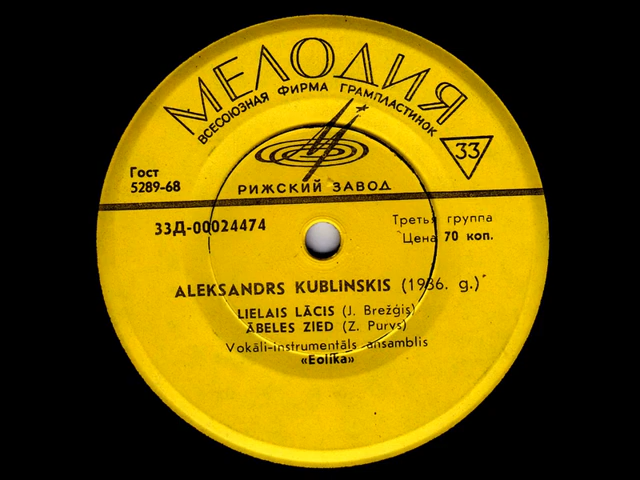 МЕЛОДИЯ
ВСЕСОЮЗНАЯ ФИРМА ГРАМПЛАСТИНОК
33
РИЖСКИЙ ЗАВОД
Гост
5289-68
33Д-00024474
Третья группа
Цена 70 коп.
ALEKSANDRS KUBLINSKIS (1936. g.)
LIELAIS LĀCIS (J. Brežģis)
ĀBELES ZIED (Z. Purvs)
Vokāli-instrumentāls ansamblis
«Eolika»